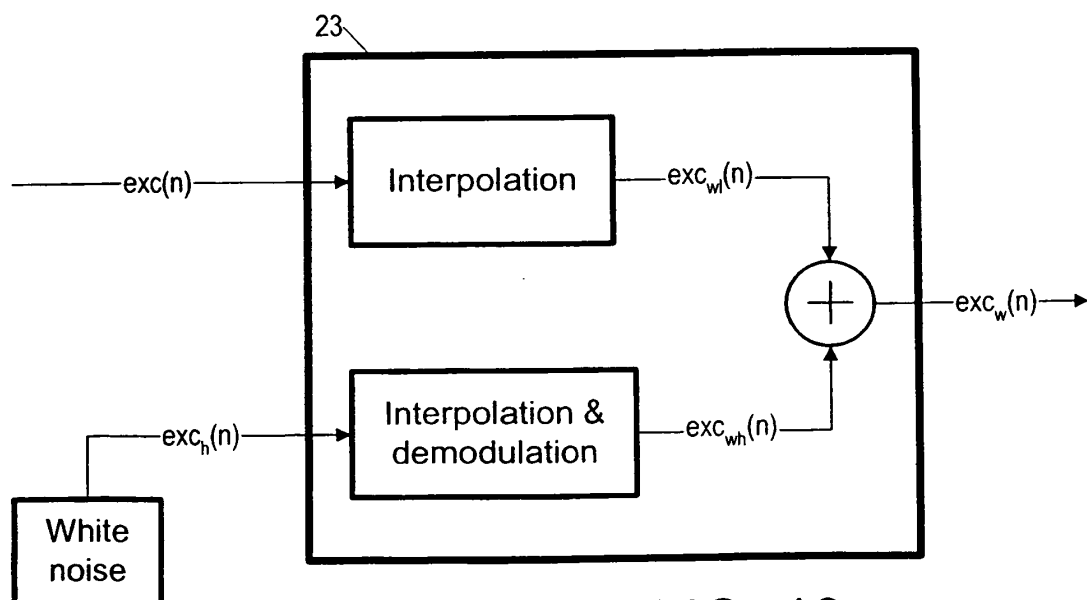 23
exc(n)
Interpolation
exc_wl(n)
exc_w(n)
exc_h(n)
Interpolation &
demodulation
exc_wh(n)
White
noise